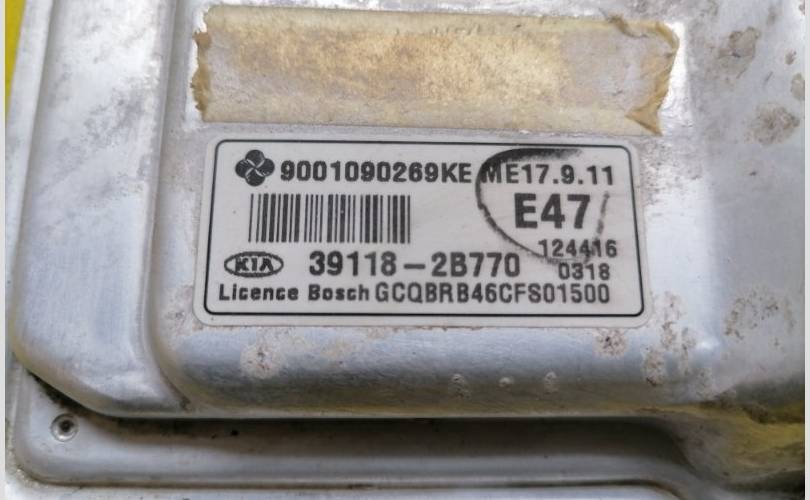 9001090269KE ME17.9.11
E47
124416
KIA 39118-2B770 0318
Licence Bosch GCQBRB46CFS01500